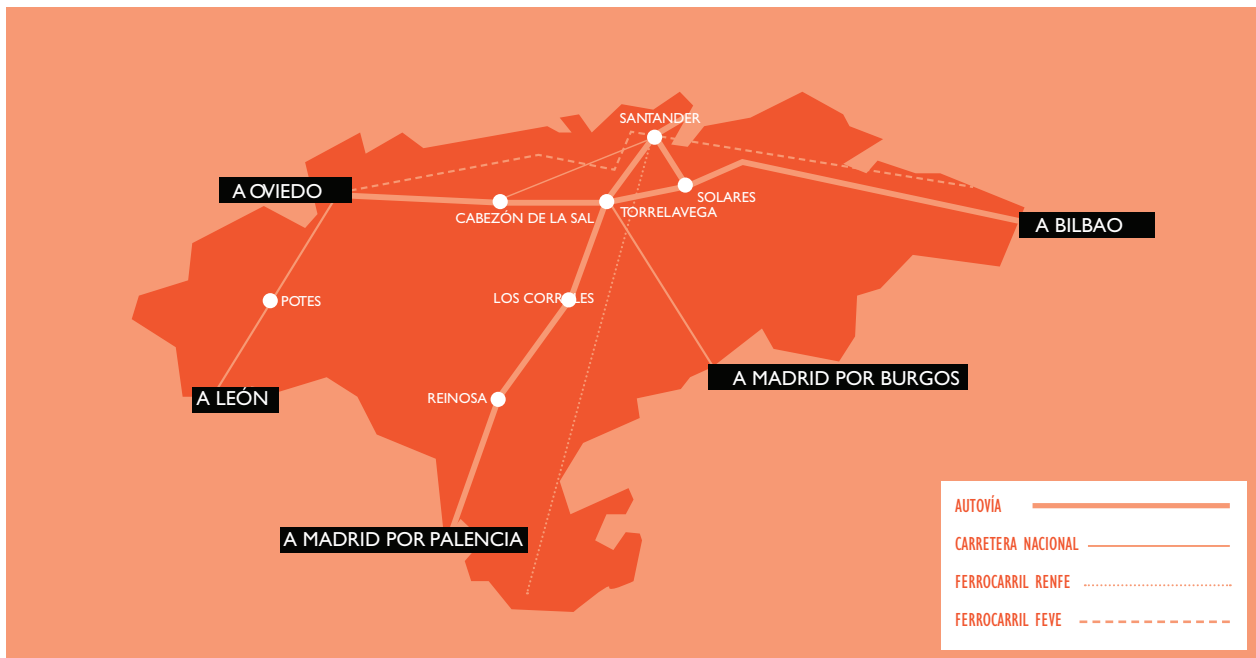 SANTANDER
A OVIEDO
SOLARES
CABEZÓN DE LA SAL
TORRELAVEGA
A BILBAO
POTES
LOS CORRALES
A MADRID POR BURGOS
A LEÓN
REINOSA
A MADRID POR PALENCIA
AUTOVÍA
CARRETERA NACIONAL
FERROCARRIL RENFE
FERROCARRIL FEVE